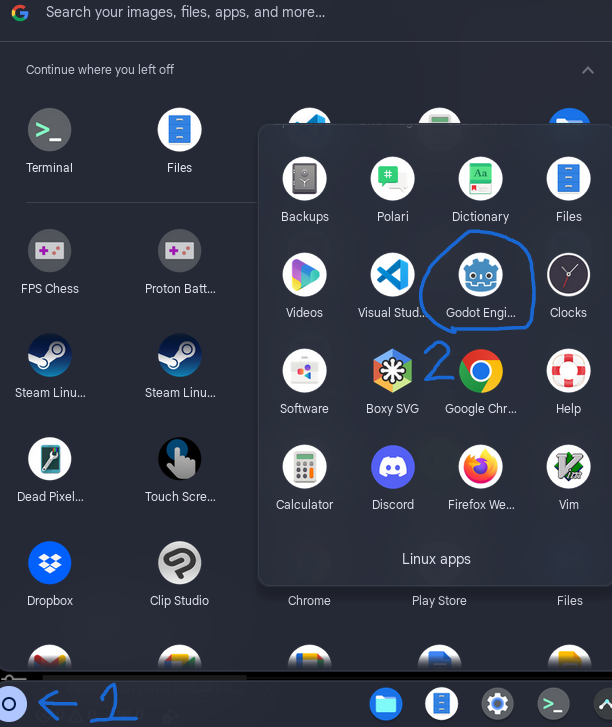 Search your images, files, apps, and more...
Continue where you left off
Terminal
Files
Backups
Polari
Dictionary
Files
FPS Chess
Proton Batt...
Videos
Visual Stud...
Godot Engi...
Clocks
Steam Linu...
Steam Linu...
2
Software
Boxy SVG
Google Chr...
Help
Dead Pixel...
Touch Scre...
Calculator
Discord
Firefox We...
Vim
Linux apps
Dropbox
Clip Studio
Chrome
Play Store
Files
1